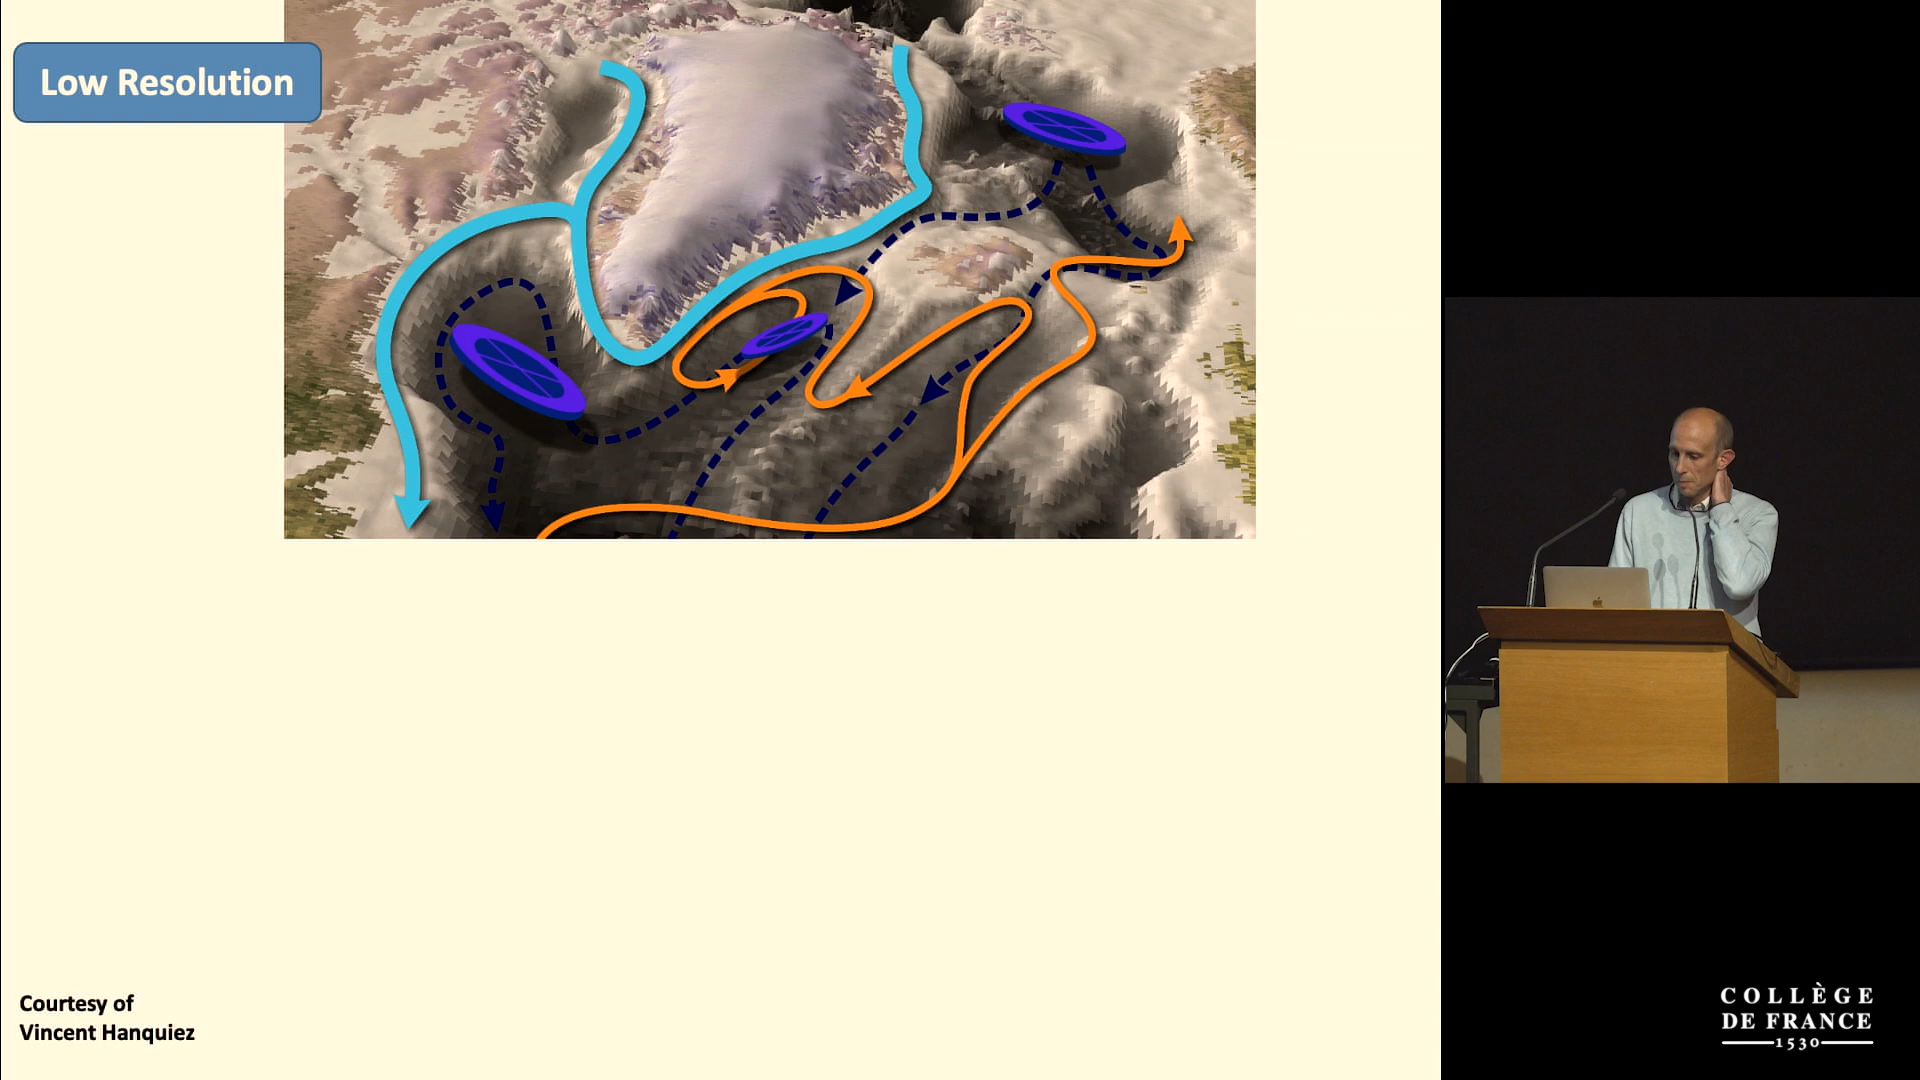 Low Resolution
Courtesy of
Vincent Hanquiez
COLLÈGE
DE FRANCE
1530